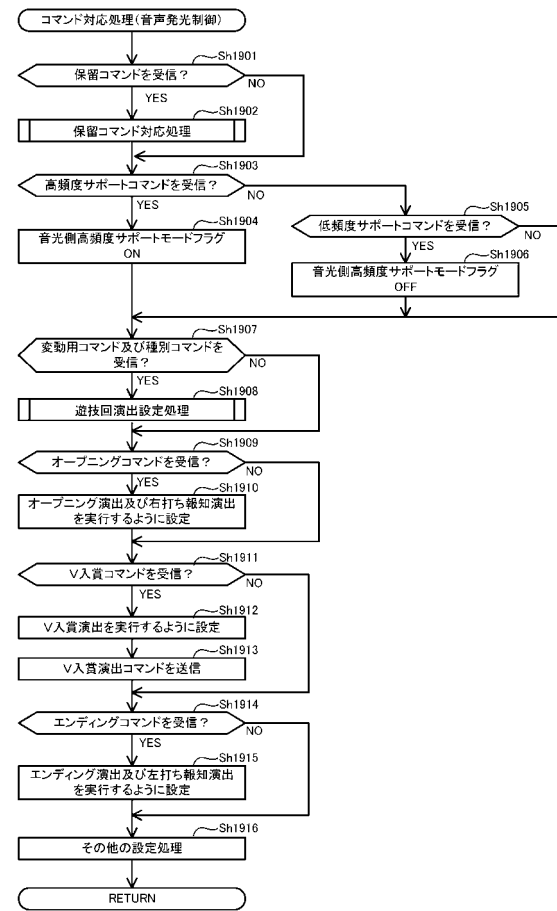 コマンド対応処理(音声発光制御)
Sh1901
保留コマンドを受信？
NO
YES
Sh1902
保留コマンド対応処理
Sh1903
高頻度サポートコマンドを受信？
NO
YES
Sh1904
音光側高頻度サポートモードフラグ
ON
Sh1905
低頻度サポートコマンドを受信？
NO
YES
Sh1906
音光側高頻度サポートモードフラグ
OFF
Sh1907
変動用コマンド及び種別コマンドを
受信？
NO
YES
Sh1908
遊技回演出設定処理
Sh1909
オープニングコマンドを受信？
NO
YES
Sh1910
オープニング演出及び右打ち報知演出
を実行するように設定
Sh1911
V入賞コマンドを受信？
NO
YES
Sh1912
V入賞演出を実行するように設定
Sh1913
V入賞演出コマンドを送信
Sh1914
エンディングコマンドを受信？
NO
YES
Sh1915
エンディング演出及び左打ち報知演出
を実行するように設定
Sh1916
その他の設定処理
RETURN